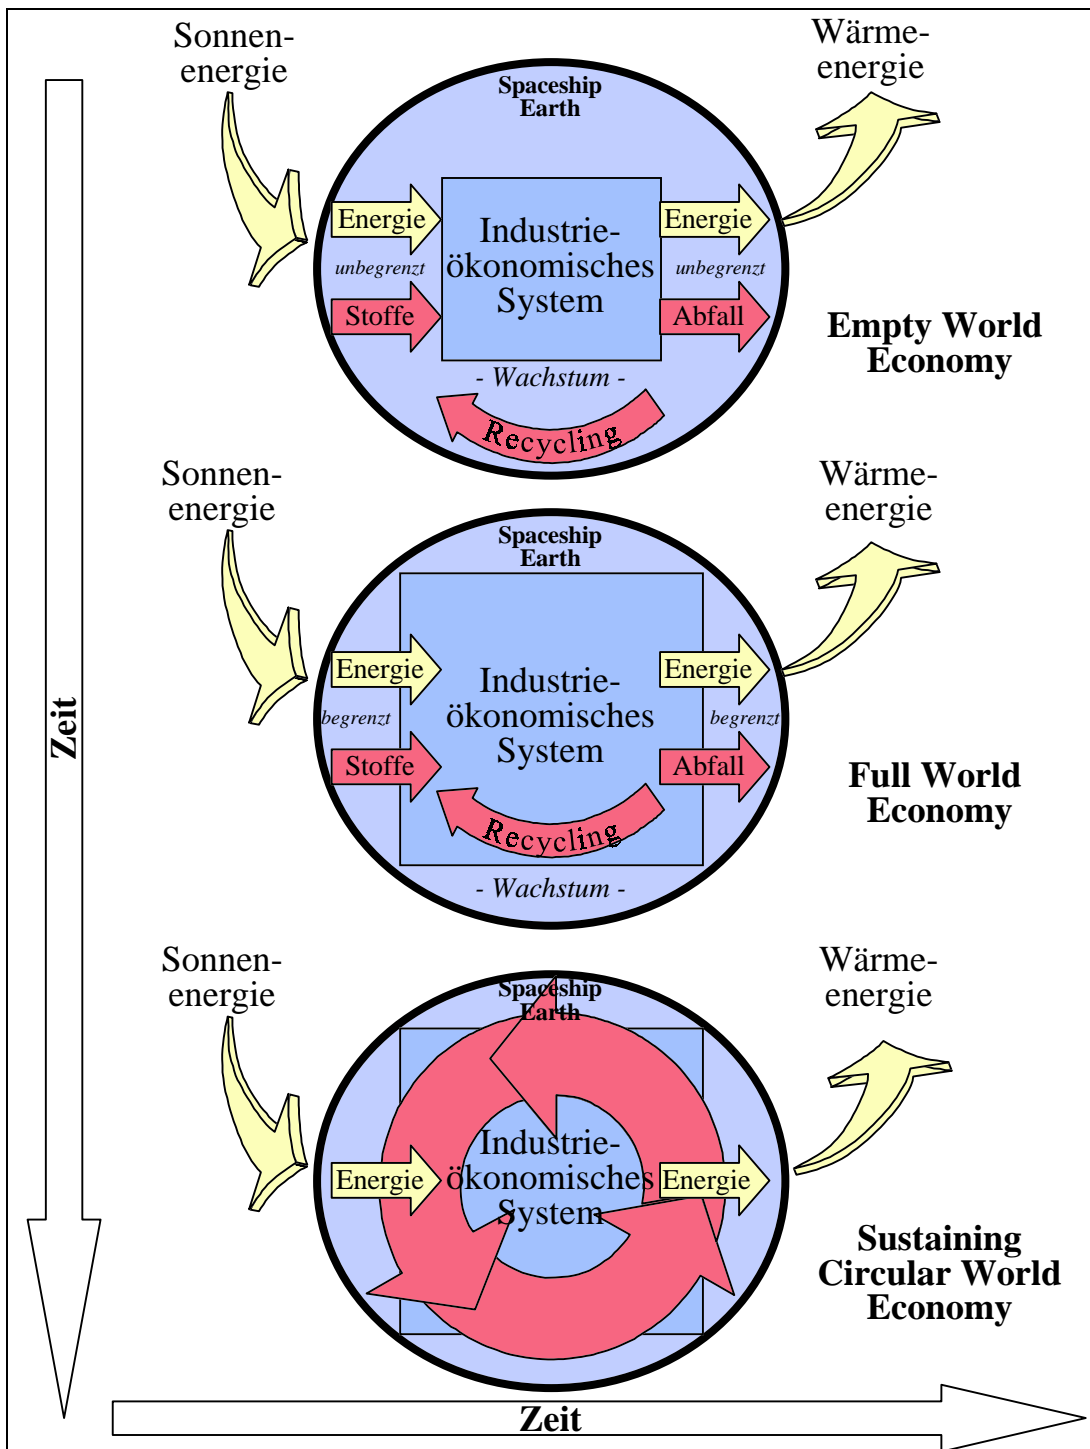 Sonnen-
energie
Wärme-
energie
Spaceship
Earth
Energie
Industrie-
ökonomisches
System
Energie
unbegrenzt
unbegrenzt
Stoffe
Abfall
- Wachstum -
Recycling
Empty World
Economy
Sonnen-
energie
Wärme-
energie
Spaceship
Earth
Energie
Industrie-
ökonomisches
System
Energie
begrenzt
begrenzt
Stoffe
Abfall
Recycling
- Wachstum -
Full World
Economy
Zeit
Sonnen-
energie
Wärme-
energie
Spaceship
Earth
Energie
Industrie-
ökonomisches
System
Energie
Sustaining
Circular World
Economy
Zeit